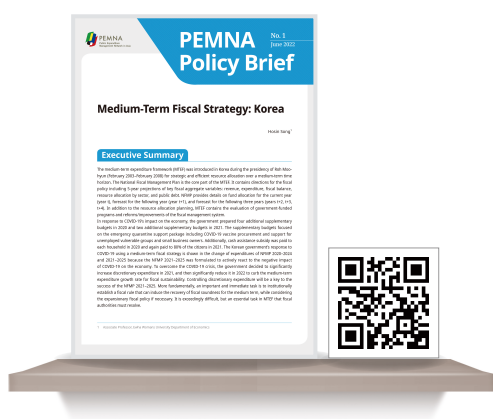 PEMNA
PEMNA
Policy Brief
No. 1
June 2022
Medium-Term Fiscal Strategy: Korea
Hosin Song¹
Executive Summary
The medium-term expenditure framework (MTEF) was introduced in Korea during the presidency of Roh Moo-
hyun (February 2003–February 2008) for strategic and efficient resource allocation over a medium-term time
horizon. The National Fiscal Management Plan is the core part of the MTEF. It contains directions for the fiscal
policy including 5-year projections of key fiscal aggregate variables: revenue, expenditure, fiscal balance,
resource allocation by sector, and public debt. NFMP provides details on fund allocation for the current year
(year t), forecast for the following year (year t+1), and forecast for the following three years (years t+2, t+3,
t+4). In addition to the resource allocation planning, MTEF contains the evaluation of government-funded
programs and reforms/improvements of the fiscal management system.
In response to COVID-19's impact on the economy, the government prepared four additional supplementary
budgets in 2020 and two additional supplementary budgets in 2021. The supplementary budgets focused
on the emergency quarantine support package including COVID-19 vaccine procurement and support for
unemployed vulnerable groups and small business owners. Additionally, cash assistance subsidy was paid to
each household in 2020 and again paid to 88% of the citizens in 2021. The Korean government's response to
COVID-19 using a medium-term fiscal strategy is shown in the change of expenditures of NFMP 2020–2024
and 2021–2025 because the NFMP 2021–2025 was formulated to actively react to the negative impact
of COVID-19 on the economy. To overcome the COVID-19 crisis, the government decided to significantly
increase discretionary expenditure in 2021, and then significantly reduce it in 2022 to curb the medium-term
expenditure growth rate for fiscal sustainability. Controlling discretionary expenditure will be a key to the
success of the NFMP 2021–2025. More fundamentally, an important and immediate task is to institutionally
establish a fiscal rule that can induce the recovery of fiscal soundness for the medium term, while considering
the expansionary fiscal policy if necessary. It is exceedingly difficult, but an essential task in MTEF that fiscal
authorities must resolve.